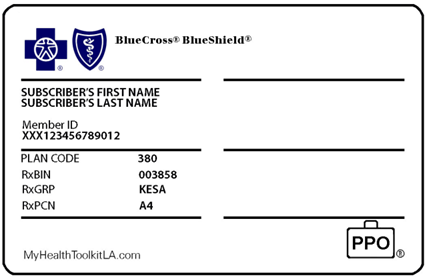 BlueCross® BlueShield®
® ®
SUBSCRIBER'S FIRST NAME
SUBSCRIBER'S LAST NAME
Member ID
XXX123456789012
PLAN CODE 380
RxBIN 003858
RxGRP KESA
RxPCN A4
PPO®
MyHealthToolkitLA.com